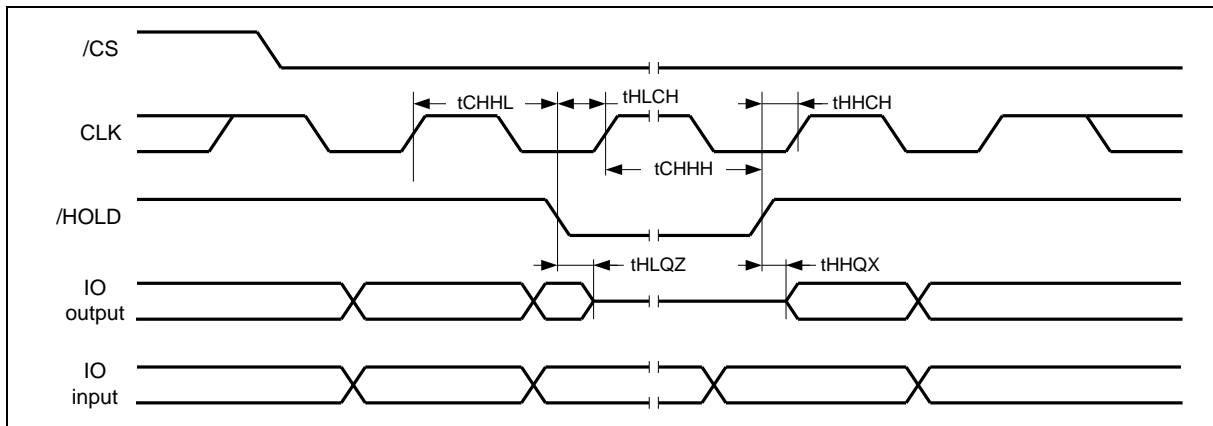 /CS
tCHHL
tHLCH
tHHCH
CLK
tCHHH
/HOLD
tHLQZ
tHHQX
IO
output
IO
input